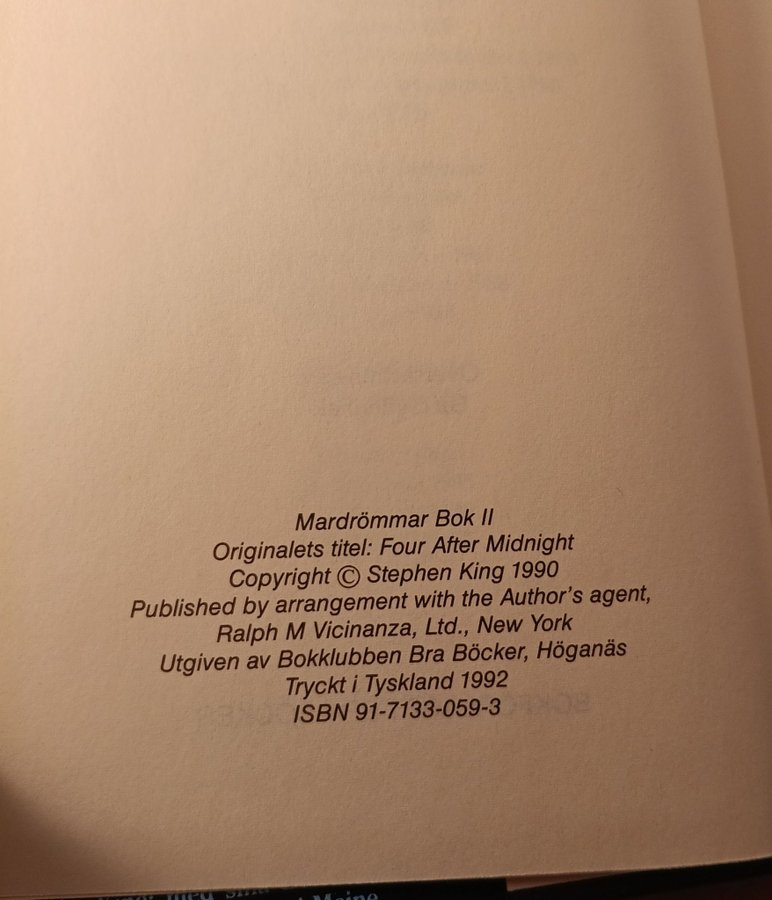 Mardrömmar Bok II
Originalets titel: Four After Midnight
Copyright © Stephen King 1990
Published by arrangement with the Author's agent,
Ralph M Vicinanza, Ltd., New York
Utgiven av Bokklubben Bra Böcker, Höganäs
Tryckt i Tyskland 1992
ISBN 91-7133-059-3
Maine